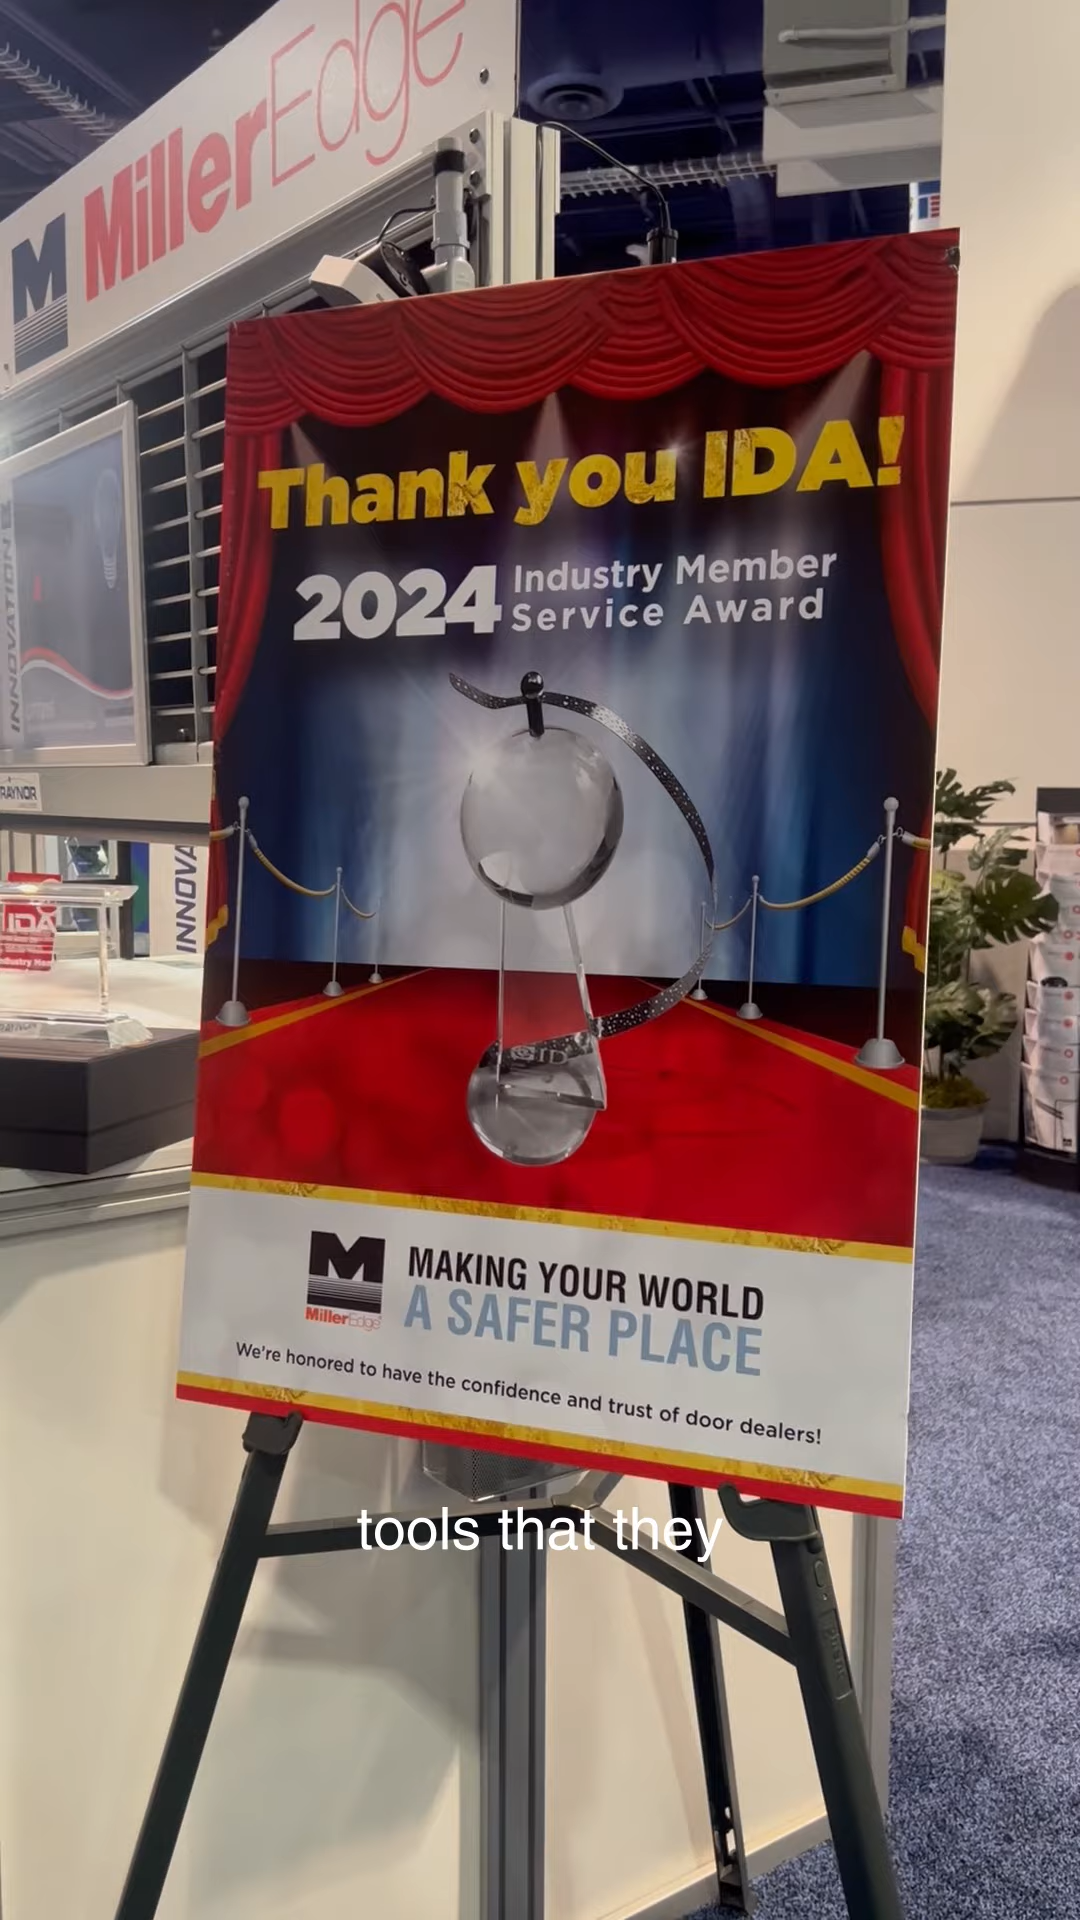 MillerEdge
Thank you IDA!
2024 Industry Member
Service Award
MAKING YOUR WORLD
A SAFER PLACE
MillerEdge
We're honored to have the confidence and trust of door dealers!
INNOVATION
RAYNOR
INNOVA
IDA
tools that they